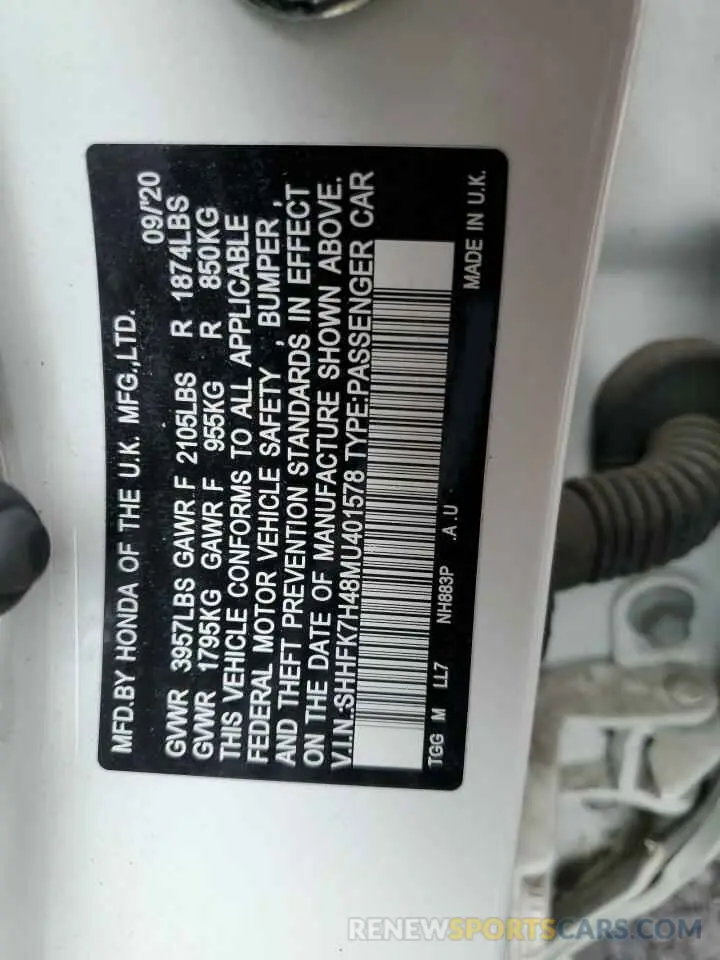 MFD.BY HONDA OF THE U.K. MFG.,LTD. 09/'20
GVWR 3957LBS GAWR F 2105LBS R 1874LBS
GVWR 1795KG GAWR F 955KG R 850KG
THIS VEHICLE CONFORMS TO ALL APPLICABLE
FEDERAL MOTOR VEHICLE SAFETY , BUMPER ,
AND THEFT PREVENTION STANDARDS IN EFFECT
ON THE DATE OF MANUFACTURE SHOWN ABOVE.
V.I.N.:SHHFK7H48MU401578 TYPE:PASSENGER CAR
TGG M LL7 NH883P .A.U MADE IN U.K.
RENEWSPORTSCARS.COM